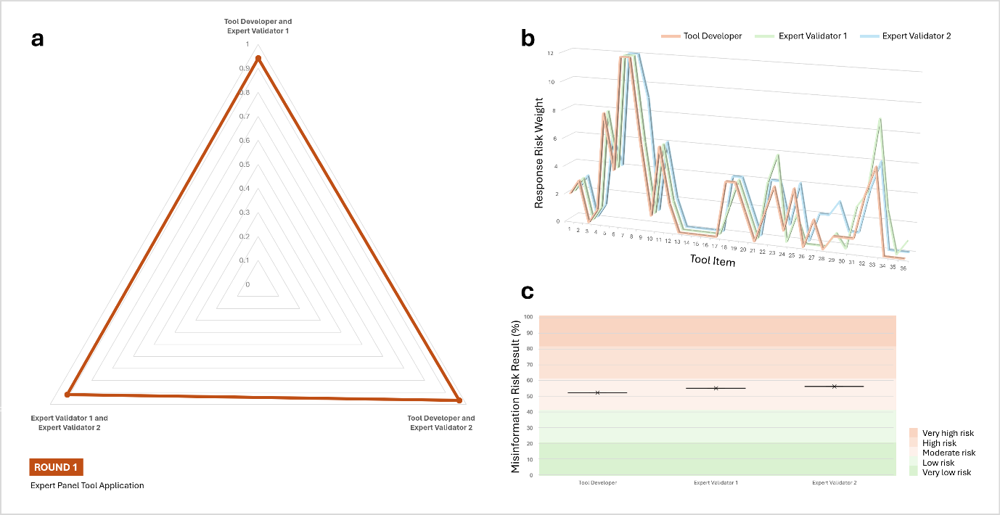 a
Tool Developer and
Expert Validator 1
1
0.9
0.8
0.7
0.6
0.5
0.4
0.3
0.2
0.1
0
Expert Validator 1 and
Expert Validator 2
Tool Developer and
Expert Validator 2
ROUND 1
Expert Panel Tool Application
b
Tool Developer Expert Validator 1 Expert Validator 2
Response Risk Weight
12
10
8
6
4
2
0
1 2 3 4 5 6 7 8 9 10 11 12 13 14 15 16 17 18 19 20 21 22 23 24 25 26 27 28 29 30 31 32 33 34 35 36
Tool Item
c
Misinformation Risk Result (%)
100
90
80
70
60
50
40
30
20
10
0
Tool Developer Expert Validator 1 Expert Validator 2
Very high risk
High risk
Moderate risk
Low risk
Very low risk